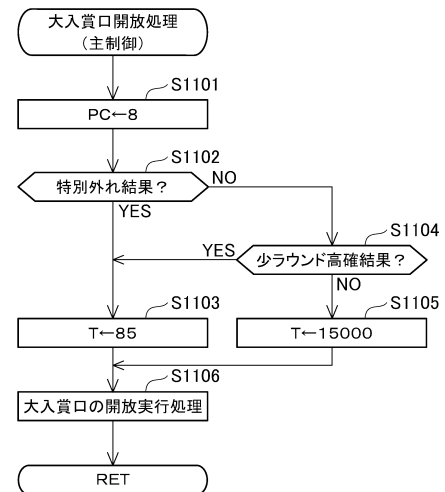 大入賞口開放処理
（主制御）
S1101
PC←8
S1102
特別外れ結果？
NO
YES
S1104
YES
少ラウンド高確結果？
NO
S1103
S1105
T←85
T←15000
S1106
大入賞口の開放実行処理
RET